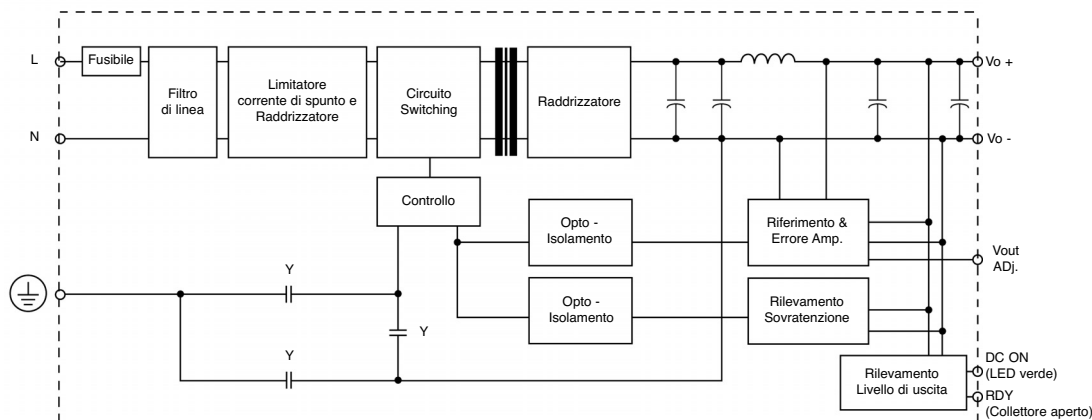 L
Fusibile
Filtro
di linea
Limitatore
corrente di spunto e
Raddrizzatore
Circuito
Switching
Raddrizzatore
Vo +
N
Vo -
Controllo
Opto -
Isolamento
Riferimento &
Errore Amp.
Vout
ADj.
Y
Opto -
Isolamento
Rilevamento
Sovratenzione
Y
Y
Rilevamento
Livello di uscita
DC ON
(LED verde)
RDY
(Collettore aperto)